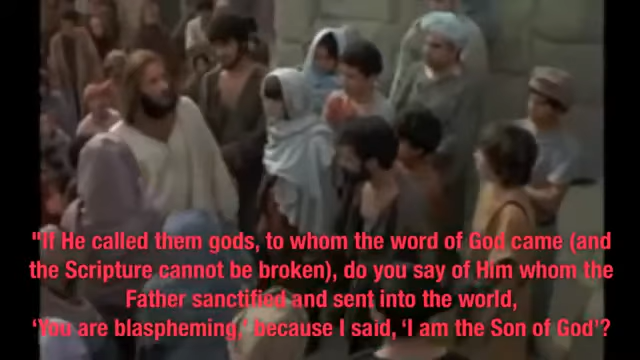 "If He called them gods, to whom the word of God came (and
the Scripture cannot be broken), do you say of Him whom the
Father sanctified and sent into the world,
‘You are blaspheming,’ because I said, ‘I am the Son of God'?